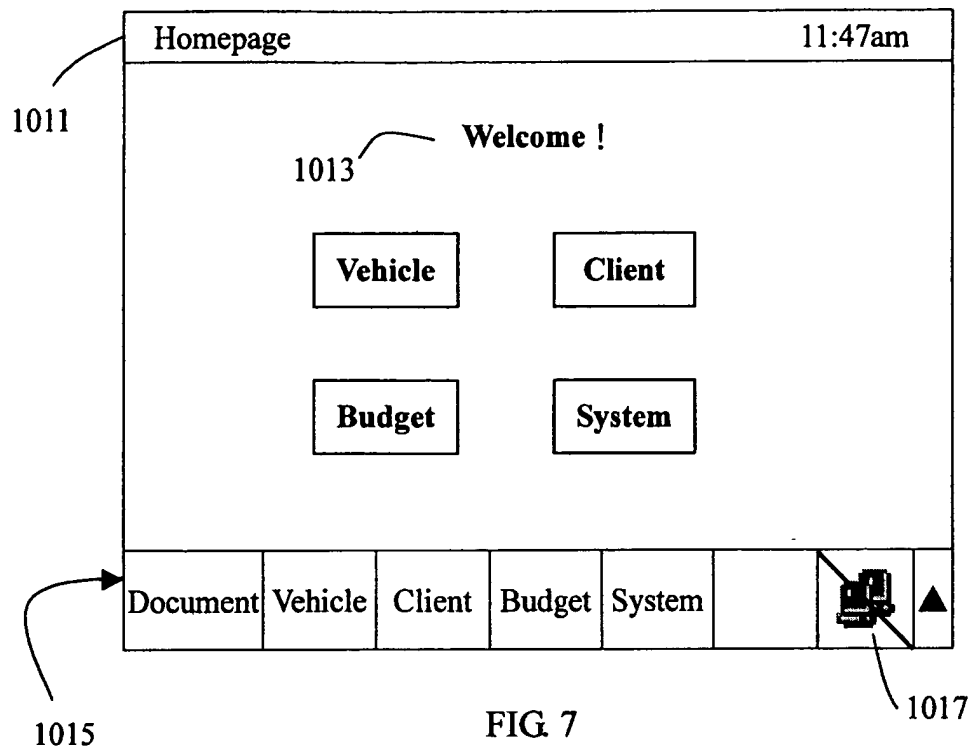 Homepage 11:47am
1011
Welcome !
1013
Vehicle Client
Budget System
Document Vehicle Client Budget System
1017
1015
FIG. 7